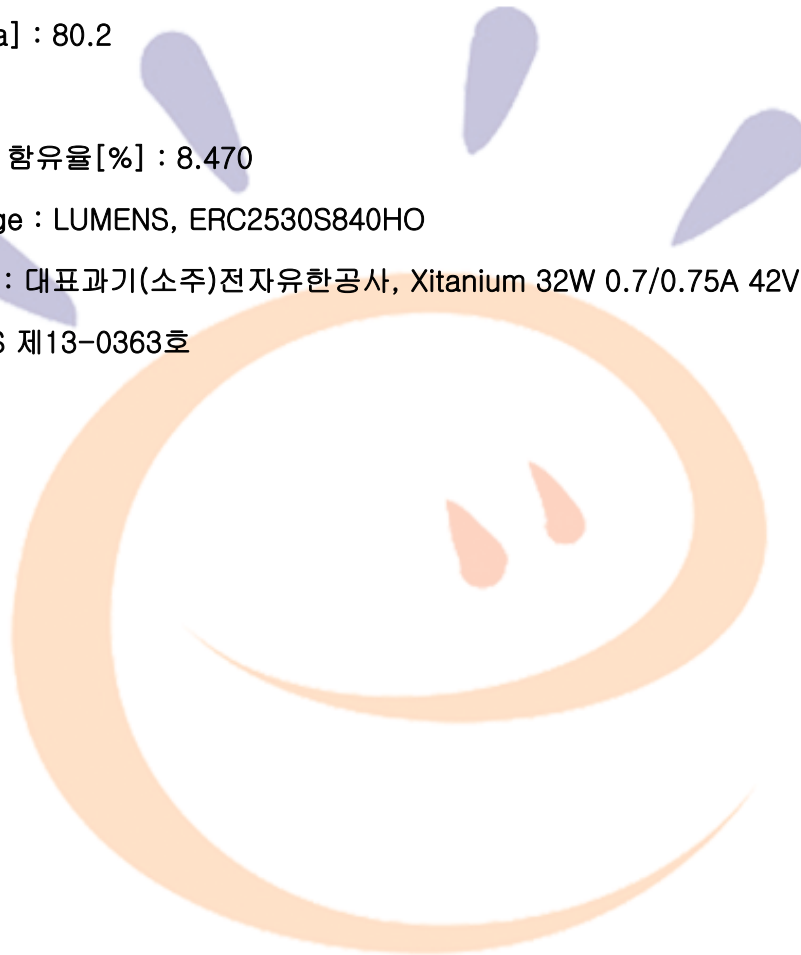 a] : 80.2
함유율[%] : 8.470
ge : LUMENS, ERC2530S840HO
: 대표과기(소주)전자유한공사, Xitanium 32W 0.7/0.75A 42V
S 제13-0363호